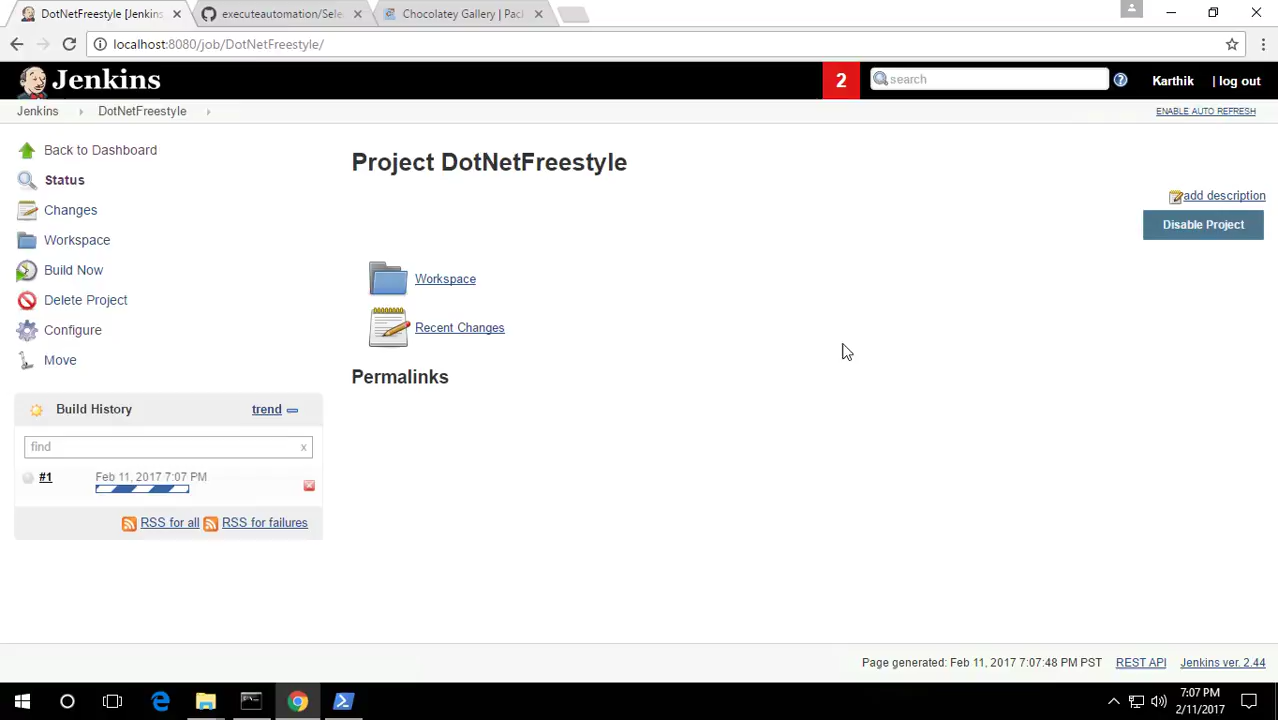 DotNetFreestyle [Jenkins
executeautomation/Sele
Chocolatey Gallery | Pac
localhost:8080/job/DotNetFreestyle/
Jenkins
2
search
Karthik
| log out
Jenkins
DotNetFreestyle
ENABLE AUTO REFRESH
Back to Dashboard
Status
Changes
Workspace
Build Now
Delete Project
Configure
Move
Build History
trend
find
x
#1
Feb 11, 2017 7:07 PM
RSS for all
RSS for failures
Project DotNetFreestyle
add description
Disable Project
Workspace
Recent Changes
Permalinks
Page generated: Feb 11, 2017 7:07:48 PM PST
REST API
Jenkins ver. 2.44
7:07 PM
2/11/2017